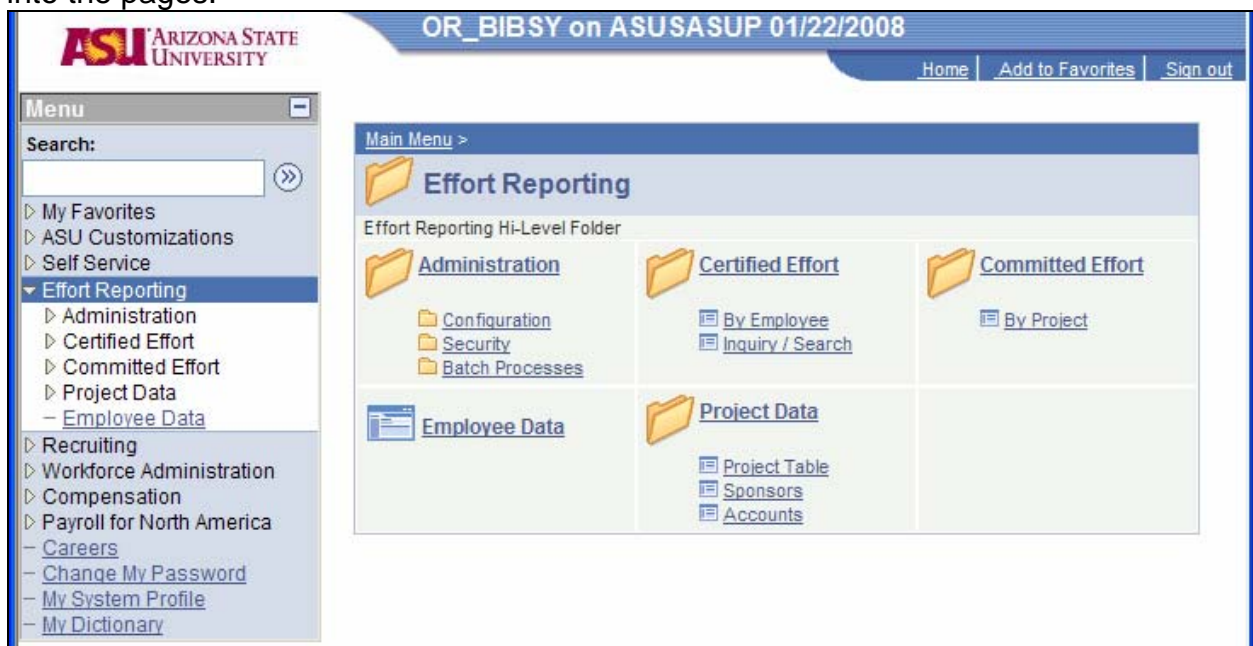 into the pages.
ASU ARIZONA STATE
UNIVERSITY
OR_BIBSY on ASUSASUP 01/22/2008
Home | Add to Favorites | Sign out
Menu
Search:
My Favorites
ASU Customizations
Self Service
Effort Reporting
Administration
Certified Effort
Committed Effort
Project Data
Employee Data
Recruiting
Workforce Administration
Compensation
Payroll for North America
Careers
Change My Password
My System Profile
My Dictionary
Main Menu >
Effort Reporting
Effort Reporting Hi-Level Folder
Administration
Configuration
Security
Batch Processes
Certified Effort
By Employee
Inquiry / Search
Committed Effort
By Project
Employee Data
Project Data
Project Table
Sponsors
Accounts